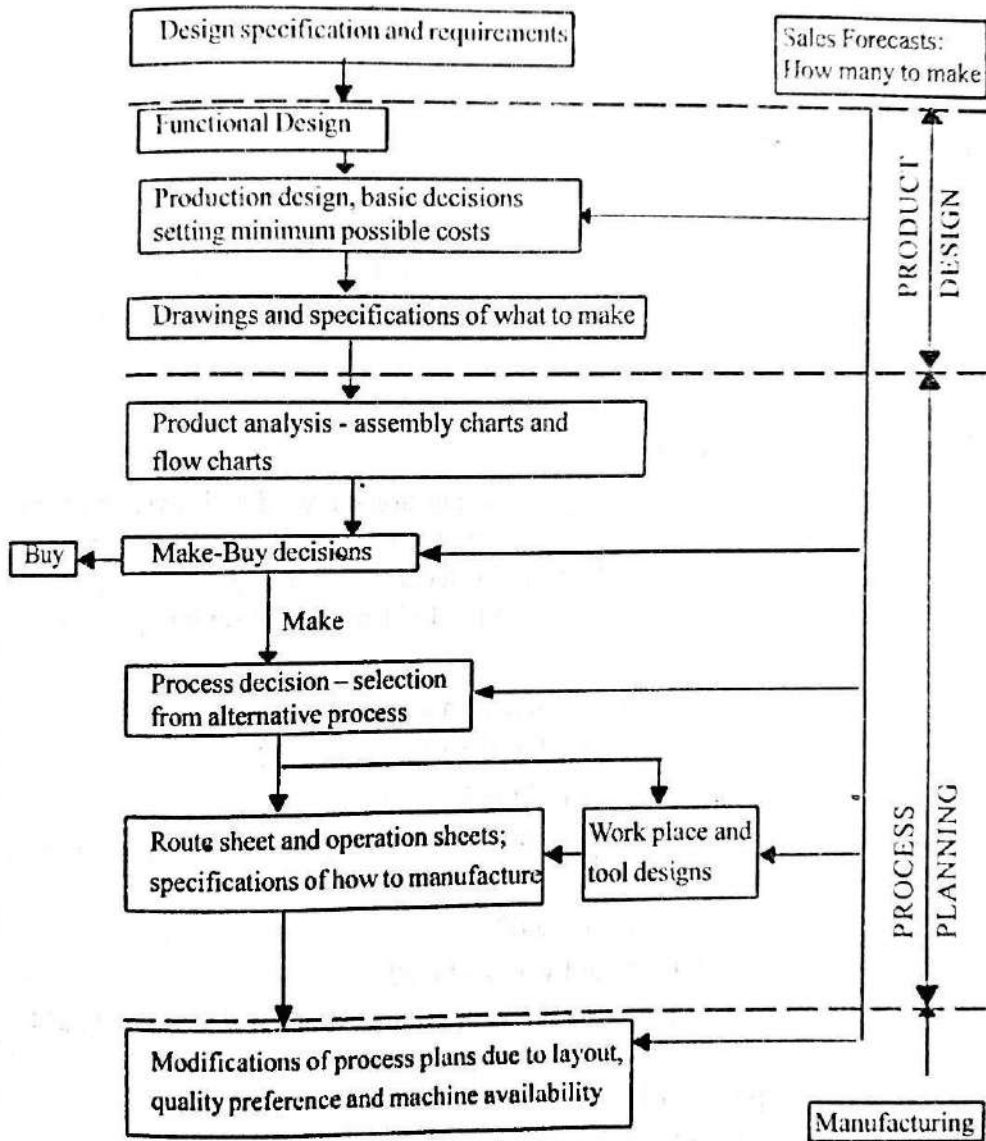 Design specification and requirements
Sales Forecasts:
How many to make
Functional Design
Production design, basic decisions
setting minimum possible costs
PRODUCT
DESIGN
Drawings and specifications of what to make
Product analysis - assembly charts and
flow charts
Buy
Make-Buy decisions
Make
Process decision – selection
from alternative process
Route sheet and operation sheets;
specifications of how to manufacture
Work place and
tool designs
PROCESS
PLANNING
Modifications of process plans due to layout,
quality preference and machine availability
Manufacturing